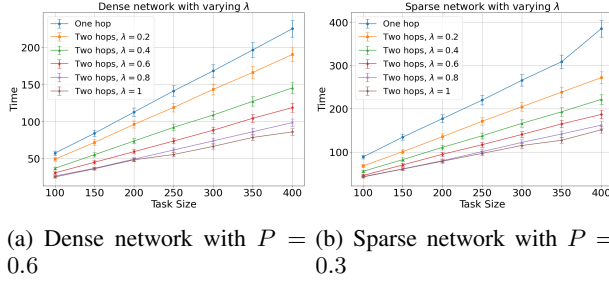 Dense network with varying λ
One hop
Two hops, λ = 0.2
Two hops, λ = 0.4
Two hops, λ = 0.6
Two hops, λ = 0.8
Two hops, λ = 1
Time
200
150
100
50
100 150 200 250 300 350 400
Task Size
Sparse network with varying λ
One hop
Two hops, λ = 0.2
Two hops, λ = 0.4
Two hops, λ = 0.6
Two hops, λ = 0.8
Two hops, λ = 1
Time
400
300
200
100
100 150 200 250 300 350 400
Task Size
(a) Dense network with P =
0.6
(b) Sparse network with P =
0.3